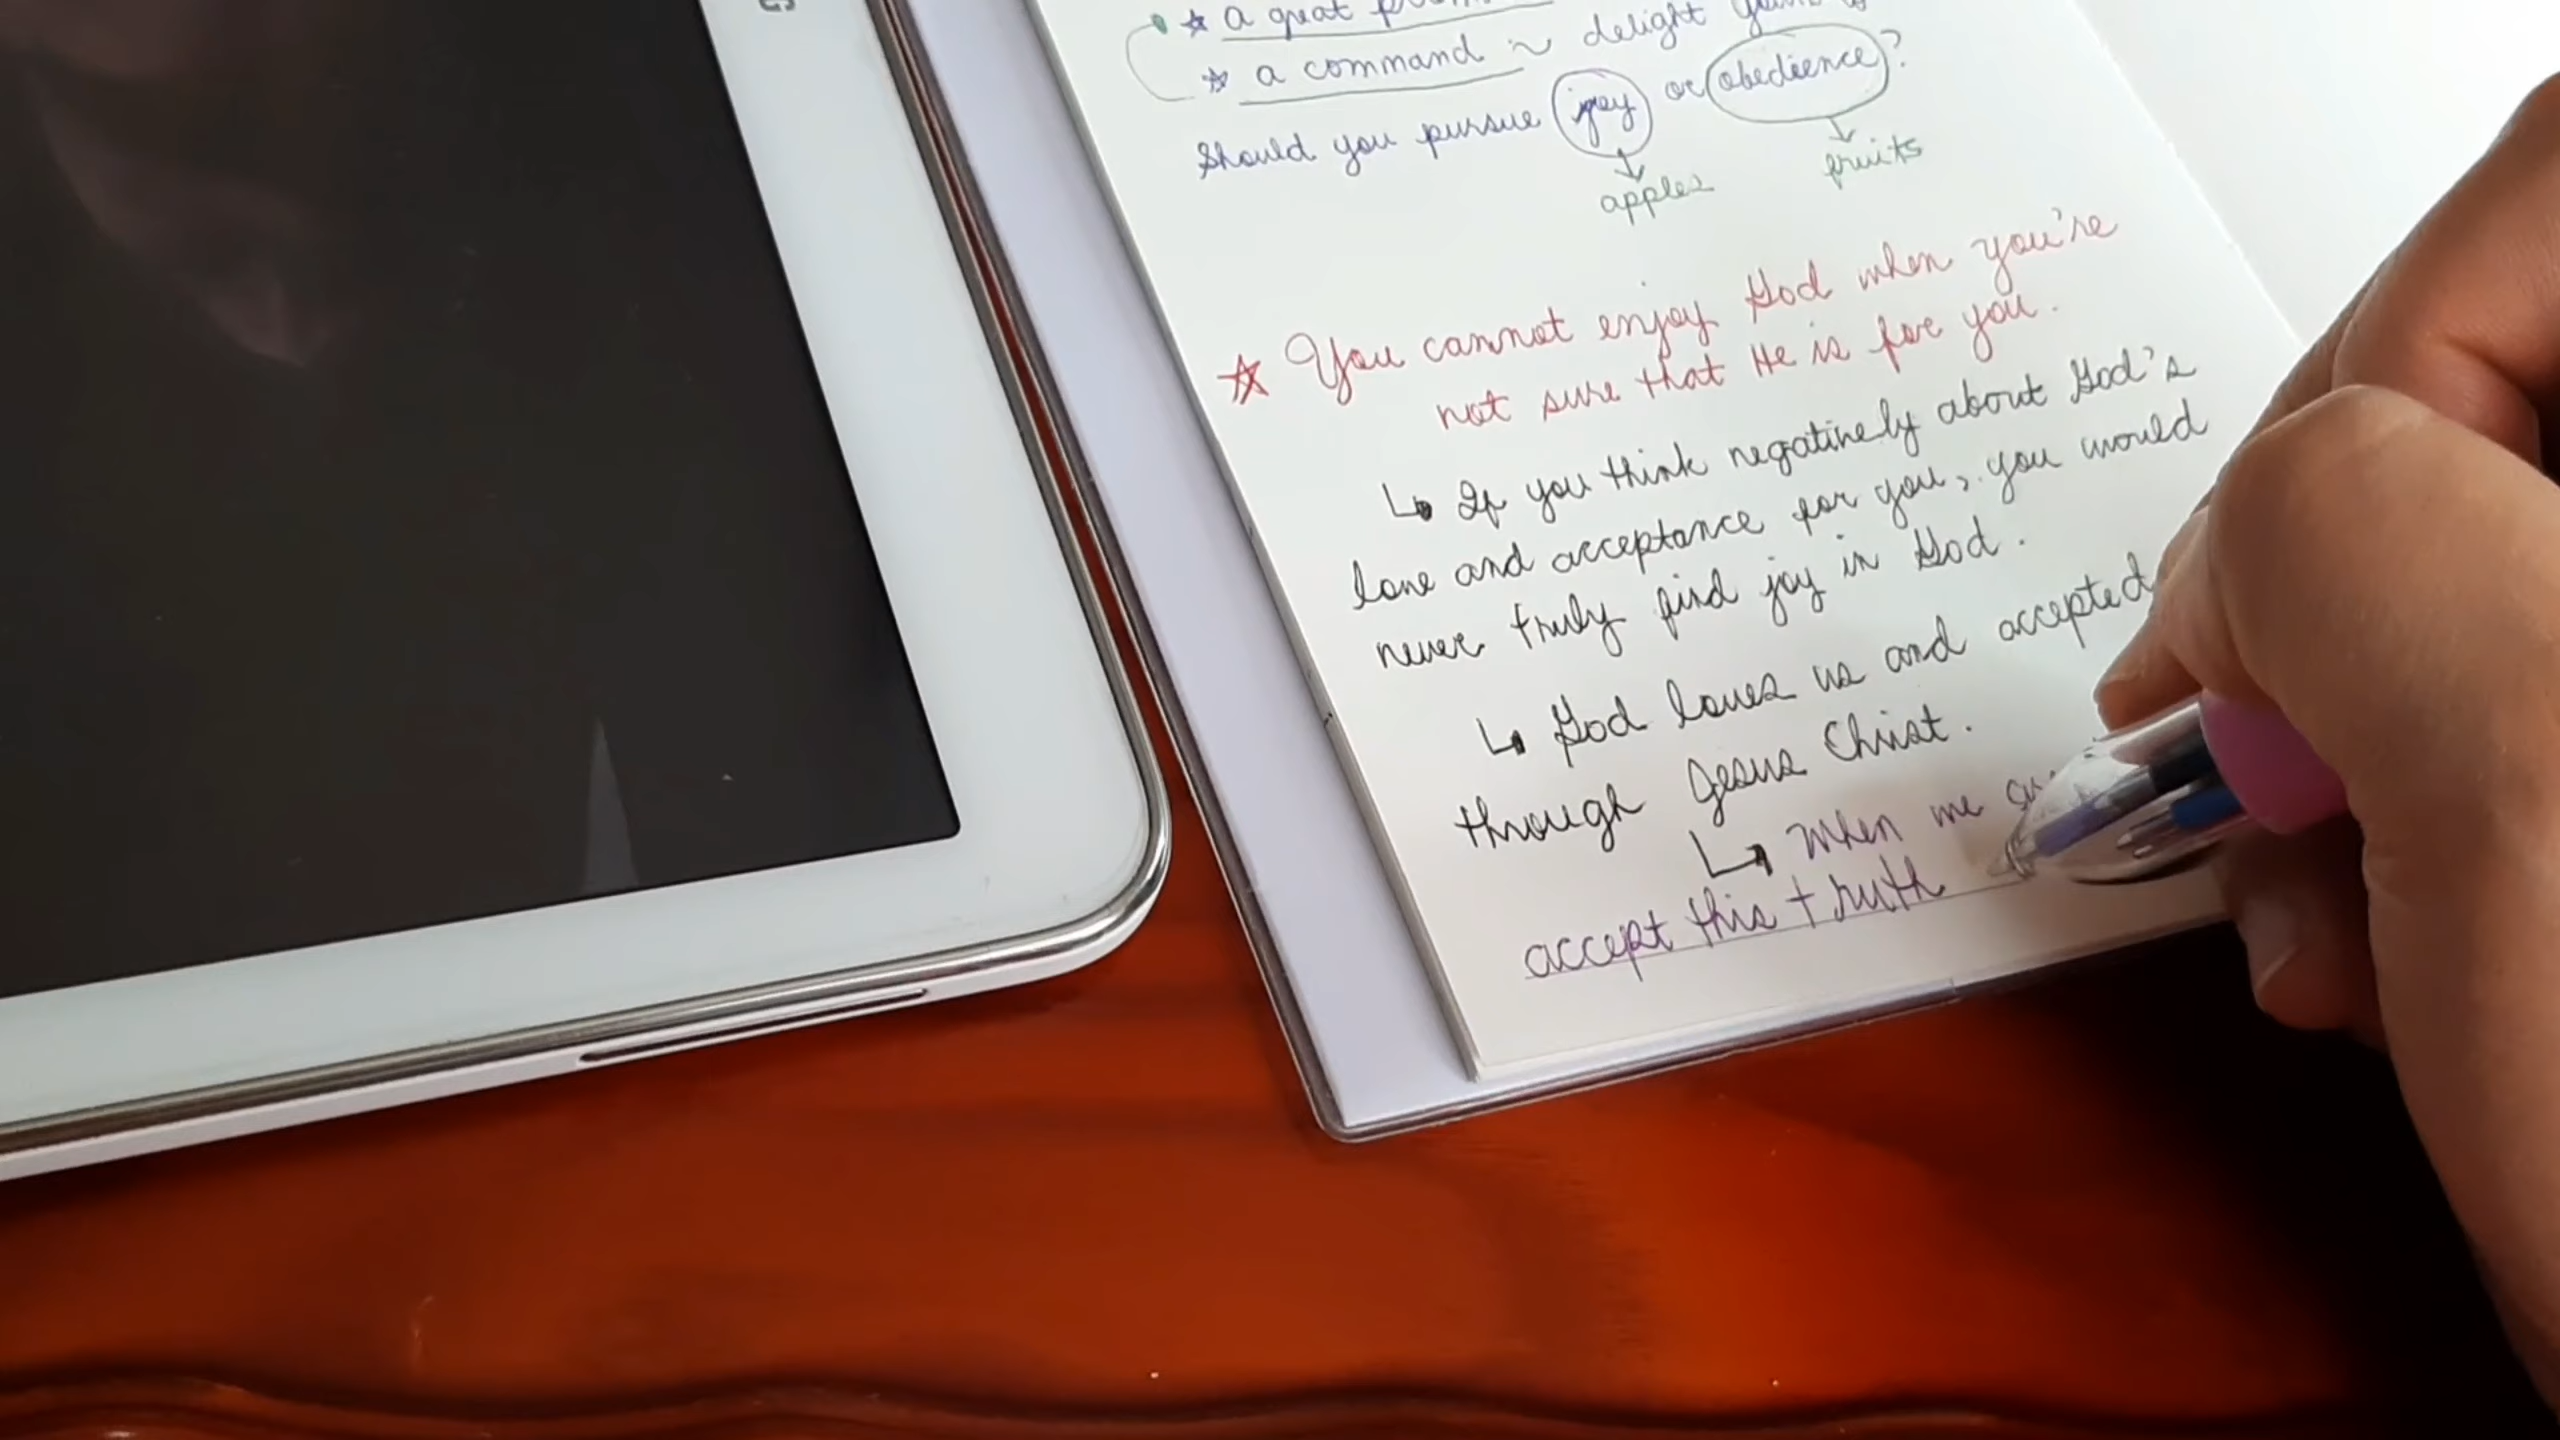 ☆ a great
☆ a command ~ delight
Should you pursue joy or obedience?
↓ ↓
apples fruits
☆ You cannot enjoy God when you're
not sure that He is for you.
↳ If you think negatively about God's
love and acceptance for you, you would
never truly find joy in God.
↳ God loves us and accepted
through Jesus Christ.
↳ When we
accept this truth